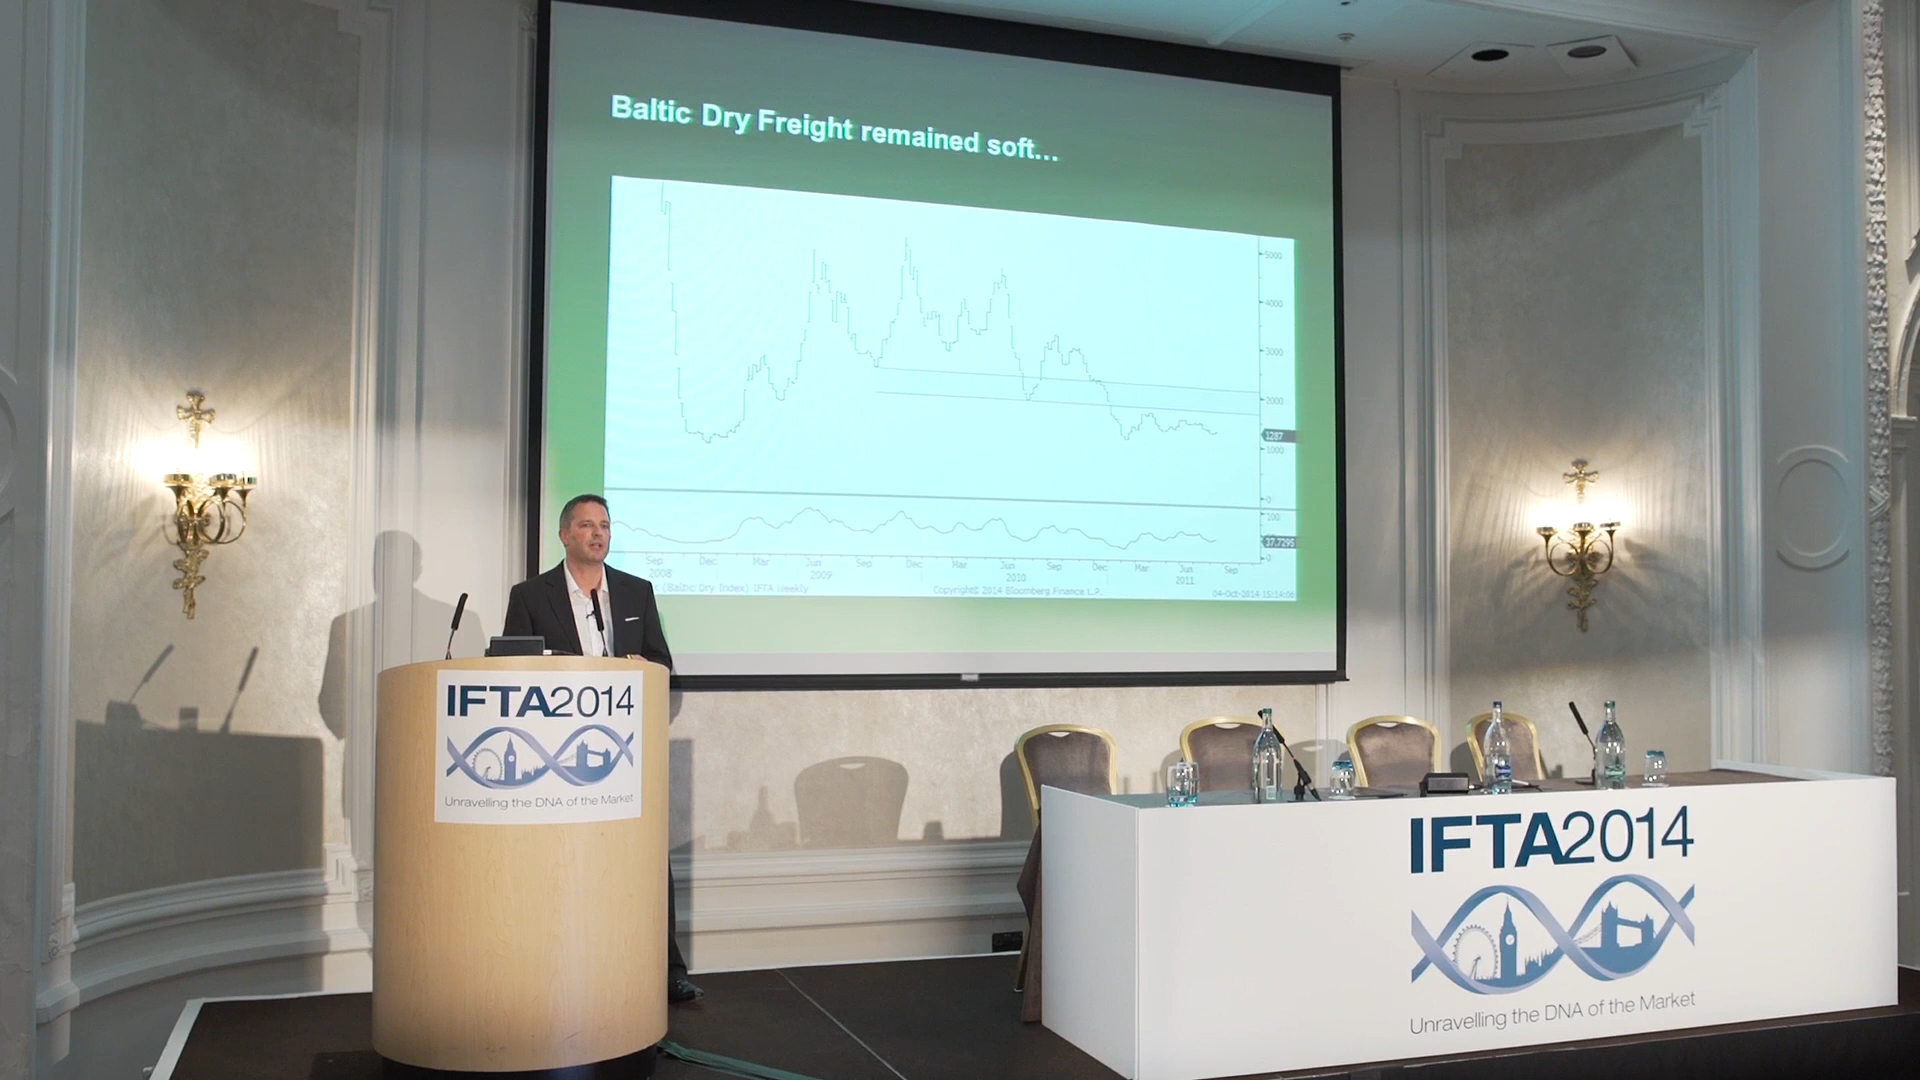 Baltic Dry Freight remained soft...
5000
4000
3000
2000
1287
1000
0
100
37.7295
0
Sep Dec Mar Jun Sep Dec Mar Jun Sep Dec Mar Jun Sep
2008 2009 2010 2011
(Baltic Dry Index) IFTA Weekly Copyright© 2014 Bloomberg Finance L.P. 04-Oct-2014 15:14:06
IFTA2014
Unravelling the DNA of the Market
IFTA2014
Unravelling the DNA of the Market